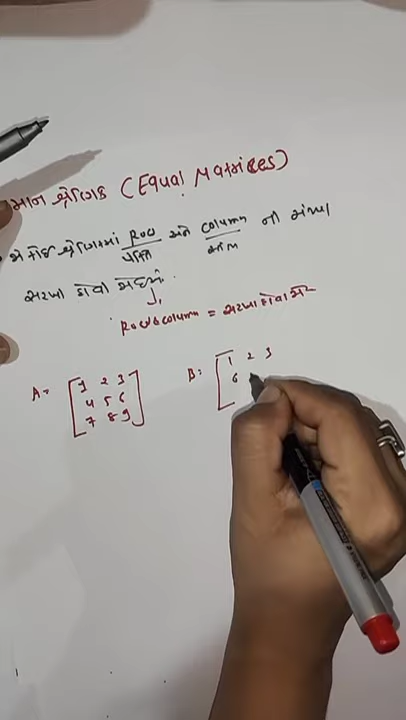 માન શ્રેણિક (Equal Matrices)
જે કોઈ શ્રેણિકમાં Row અને column ની સંખ્યા
પંક્તિ સ્તંભ
સરખા હોવા જોઈએ.
Row & column = સરખા હોવા જોઈએ
A = [1 2 3 B = [1 2 3
4 5 6 6
7 8 9]